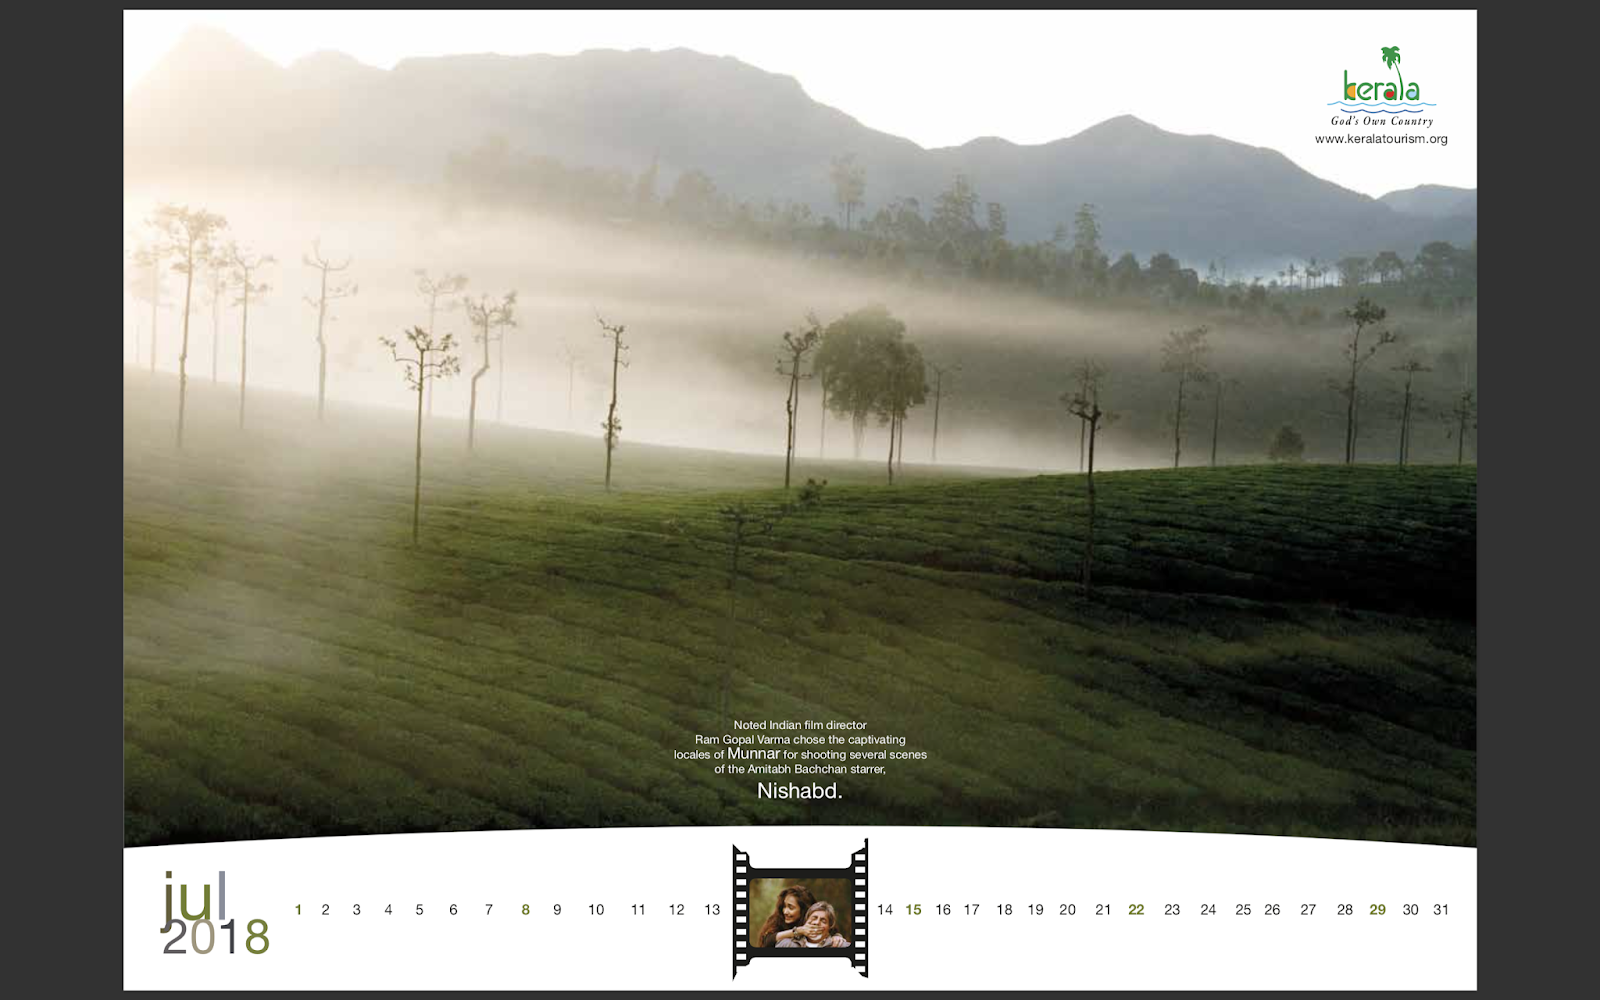 kerala
God's Own Country
www.keralatourism.org
Noted Indian film director
Ram Gopal Varma chose the captivating
locales of Munnar for shooting several scenes
of the Amitabh Bachchan starrer,
Nishabd.
jul
2018
1 2 3 4 5 6 7 8 9 10 11 12 13 14 15 16 17 18 19 20 21 22 23 24 25 26 27 28 29 30 31